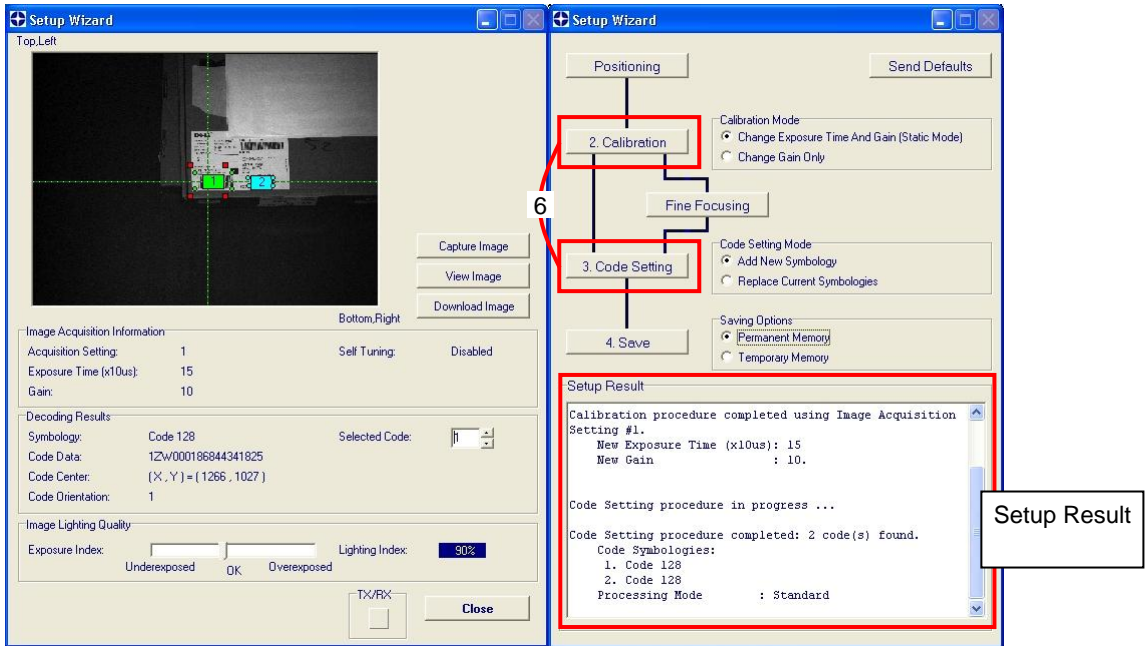 Setup Wizard
Top,Left
1
2
Capture Image
View Image
Download Image
Bottom,Right
Image Acquisition Information
Acquisition Setting: 1 Self Tuning: Disabled
Exposure Time (x10us): 15
Gain: 10
Decoding Results
Symbology: Code 128 Selected Code: 1
Code Data: 1ZW000186844341825
Code Center: ( X , Y ) = ( 1266 , 1027 )
Code Orientation: 1
Image Lighting Quality
Exposure Index: Lighting Index: 90%
Underexposed OK Overexposed
TX/RX
Close
Setup Wizard
Positioning
Send Defaults
2. Calibration
Calibration Mode
Change Exposure Time And Gain (Static Mode)
Change Gain Only
6
Fine Focusing
3. Code Setting
Code Setting Mode
Add New Symbology
Replace Current Symbologies
4. Save
Saving Options
Permanent Memory
Temporary Memory
Setup Result
Calibration procedure completed using Image Acquisition
Setting #1.
New Exposure Time (x10us): 15
New Gain : 10.
Code Setting procedure in progress ...
Code Setting procedure completed: 2 code(s) found.
Code Symbologies:
1. Code 128
2. Code 128
Processing Mode : Standard
Setup Result